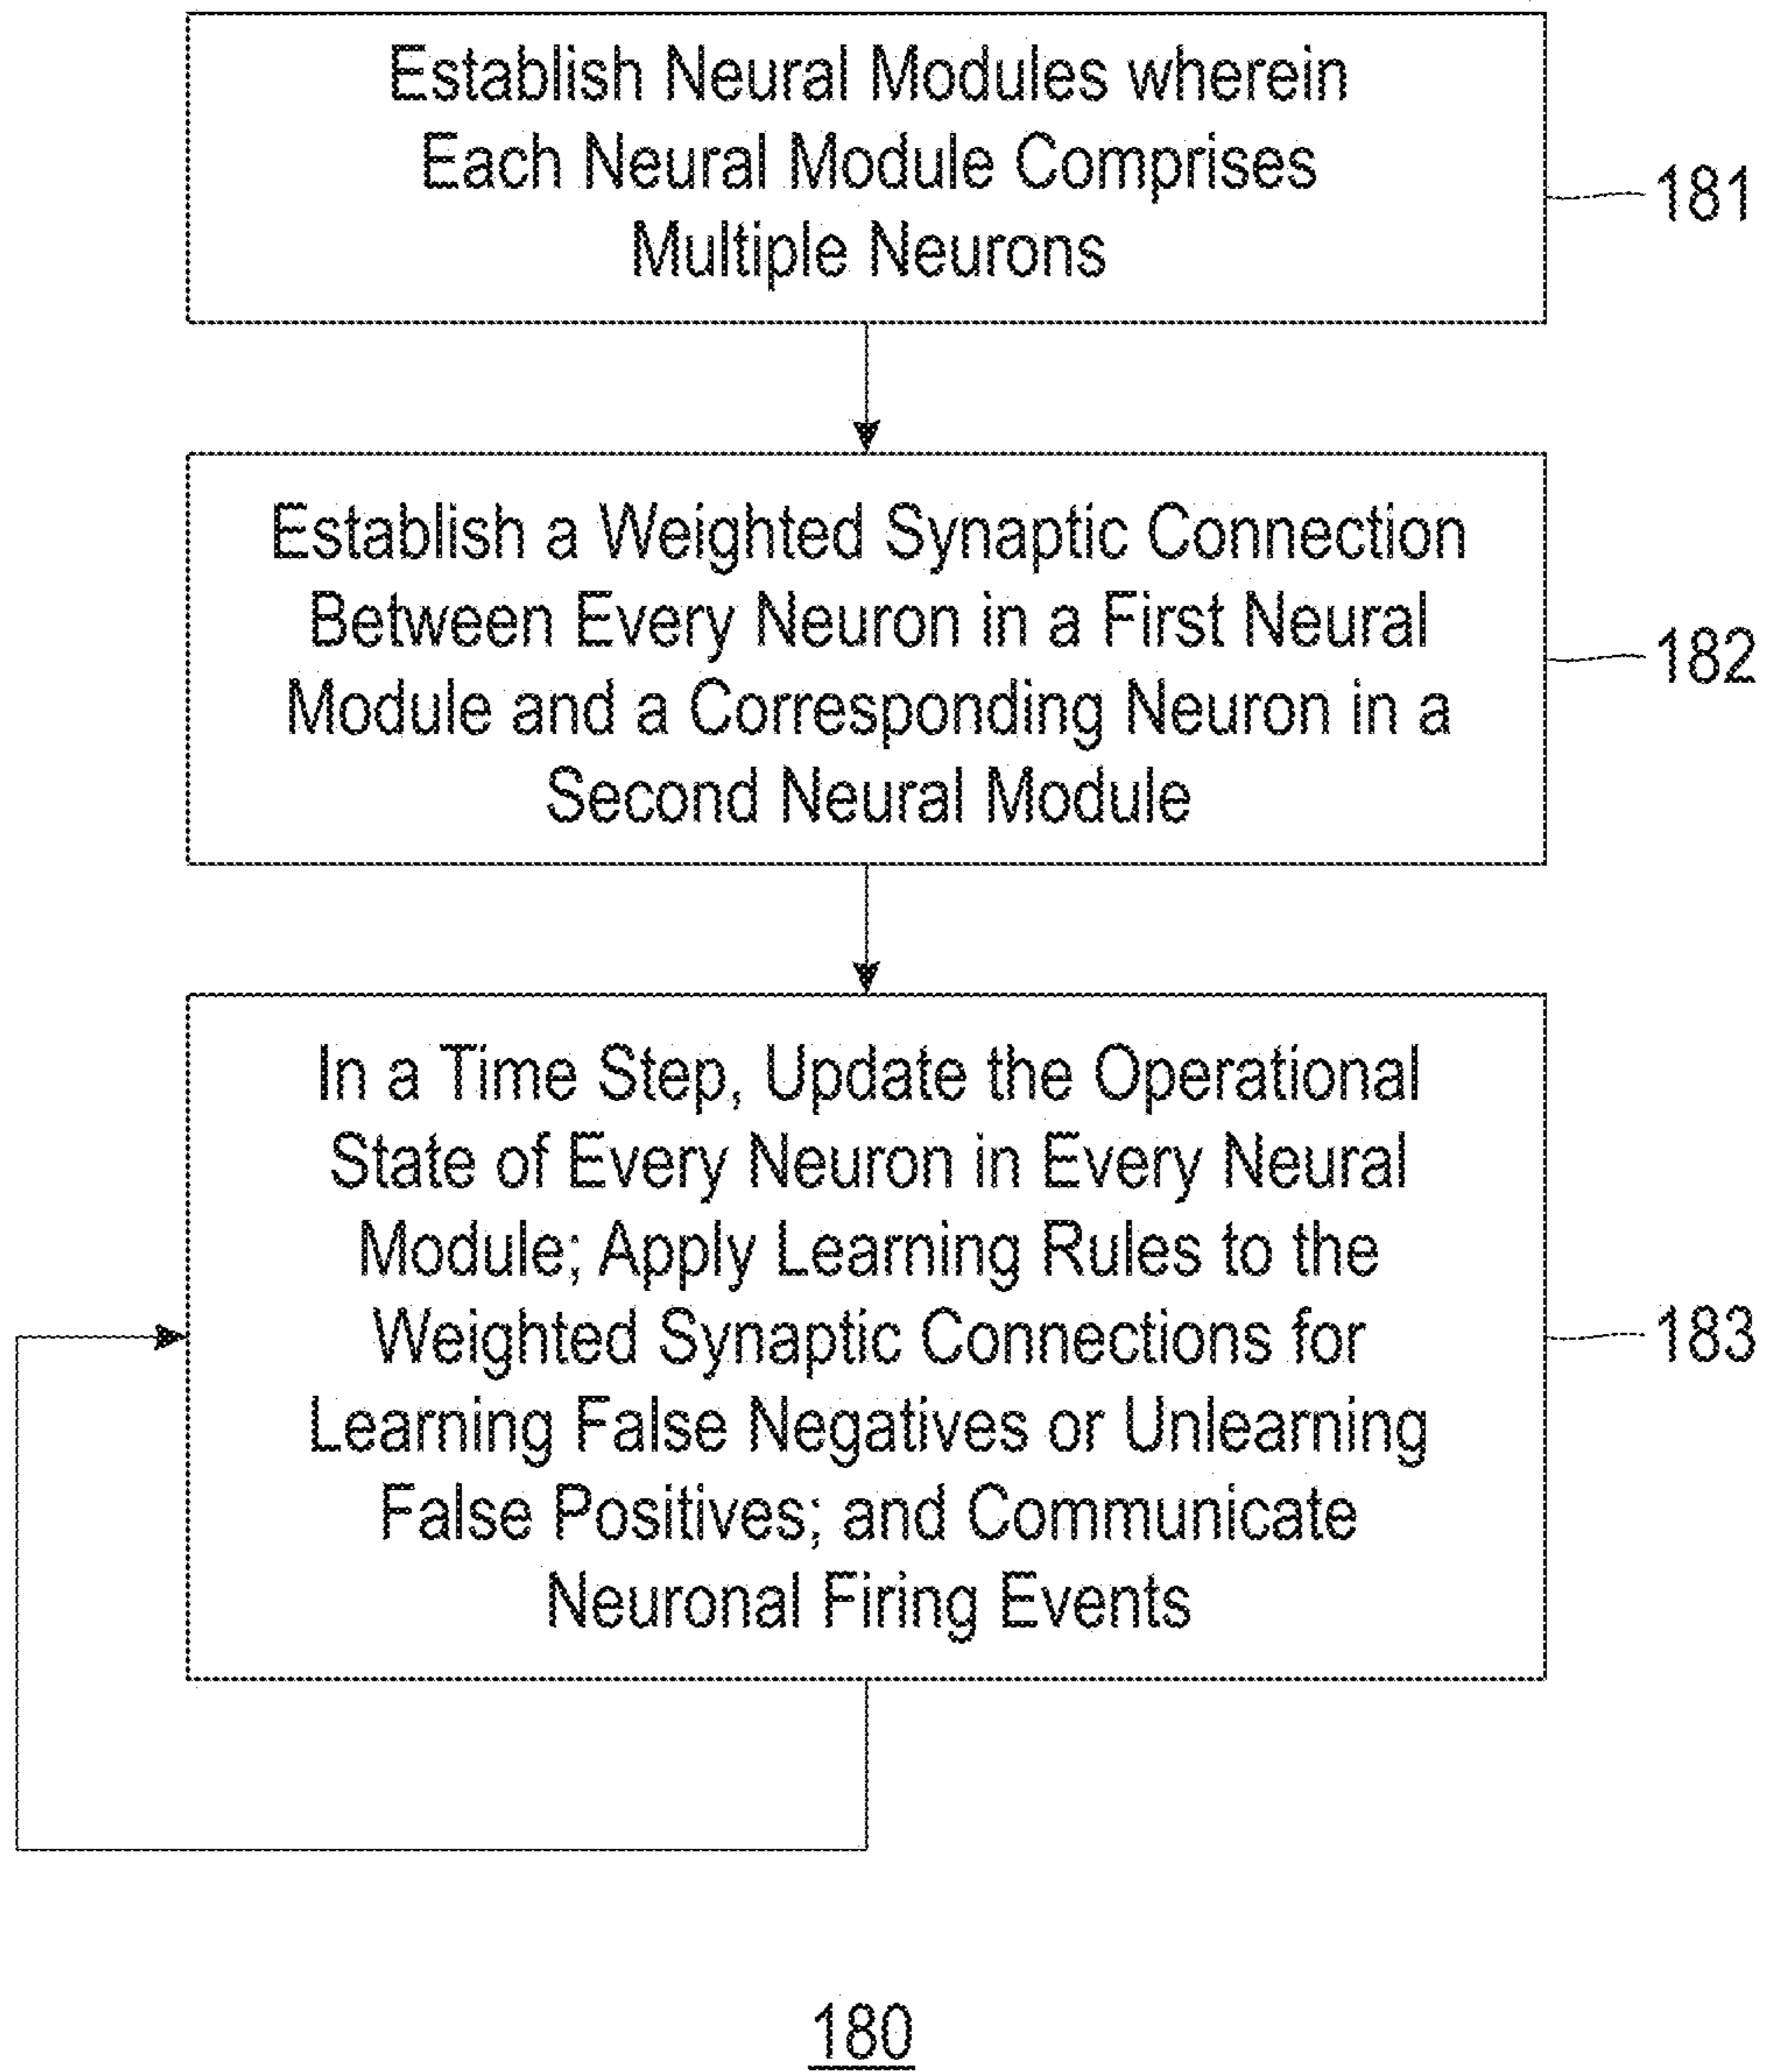 Establish Neural Modules wherein
Each Neural Module Comprises
Multiple Neurons
181
Establish a Weighted Synaptic Connection
Between Every Neuron in a First Neural
Module and a Corresponding Neuron in a
Second Neural Module
182
In a Time Step, Update the Operational
State of Every Neuron in Every Neural
Module; Apply Learning Rules to the
Weighted Synaptic Connections for
Learning False Negatives or Unlearning
False Positives; and Communicate
Neuronal Firing Events
183
180